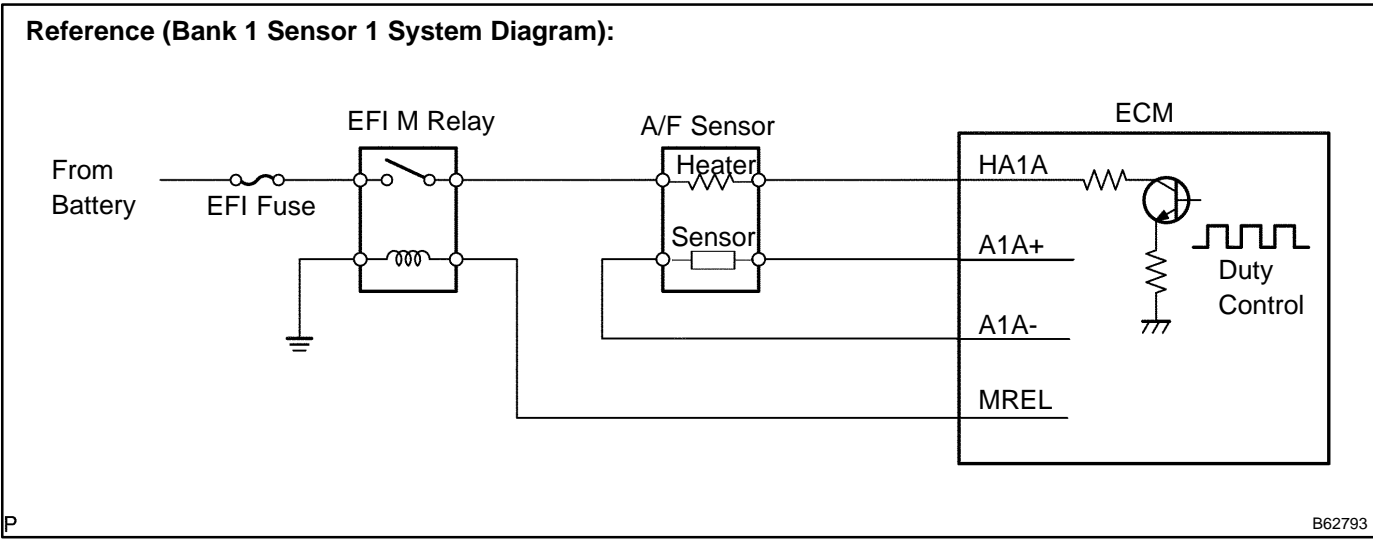 Reference (Bank 1 Sensor 1 System Diagram):
EFI M Relay
A/F Sensor
ECM
From
Battery
EFI Fuse
Heater
Sensor
HA1A
A1A+
A1A-
MREL
Duty
Control
P
B62793